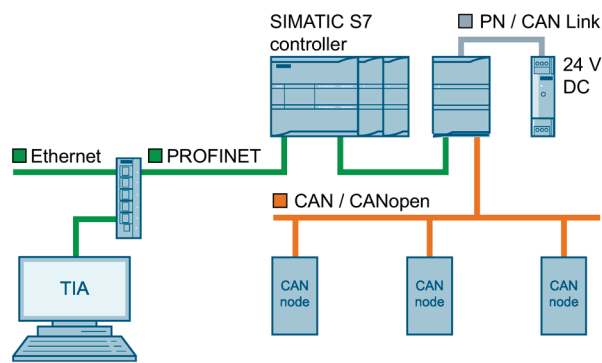 SIMATIC S7
controller
PN / CAN Link
24 V
DC
Ethernet
PROFINET
CAN / CANopen
TIA
CAN
node
CAN
node
CAN
node